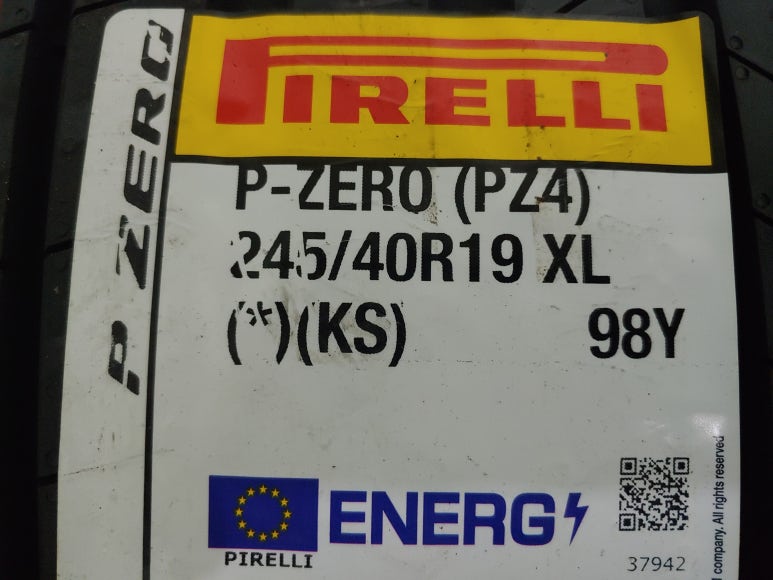 P ZERO
PIRELLI
P-ZERO (PZ4)
245/40R19 XL
(*)(KS) 98Y
ENERG
PIRELLI
37942
company. All rights reserved